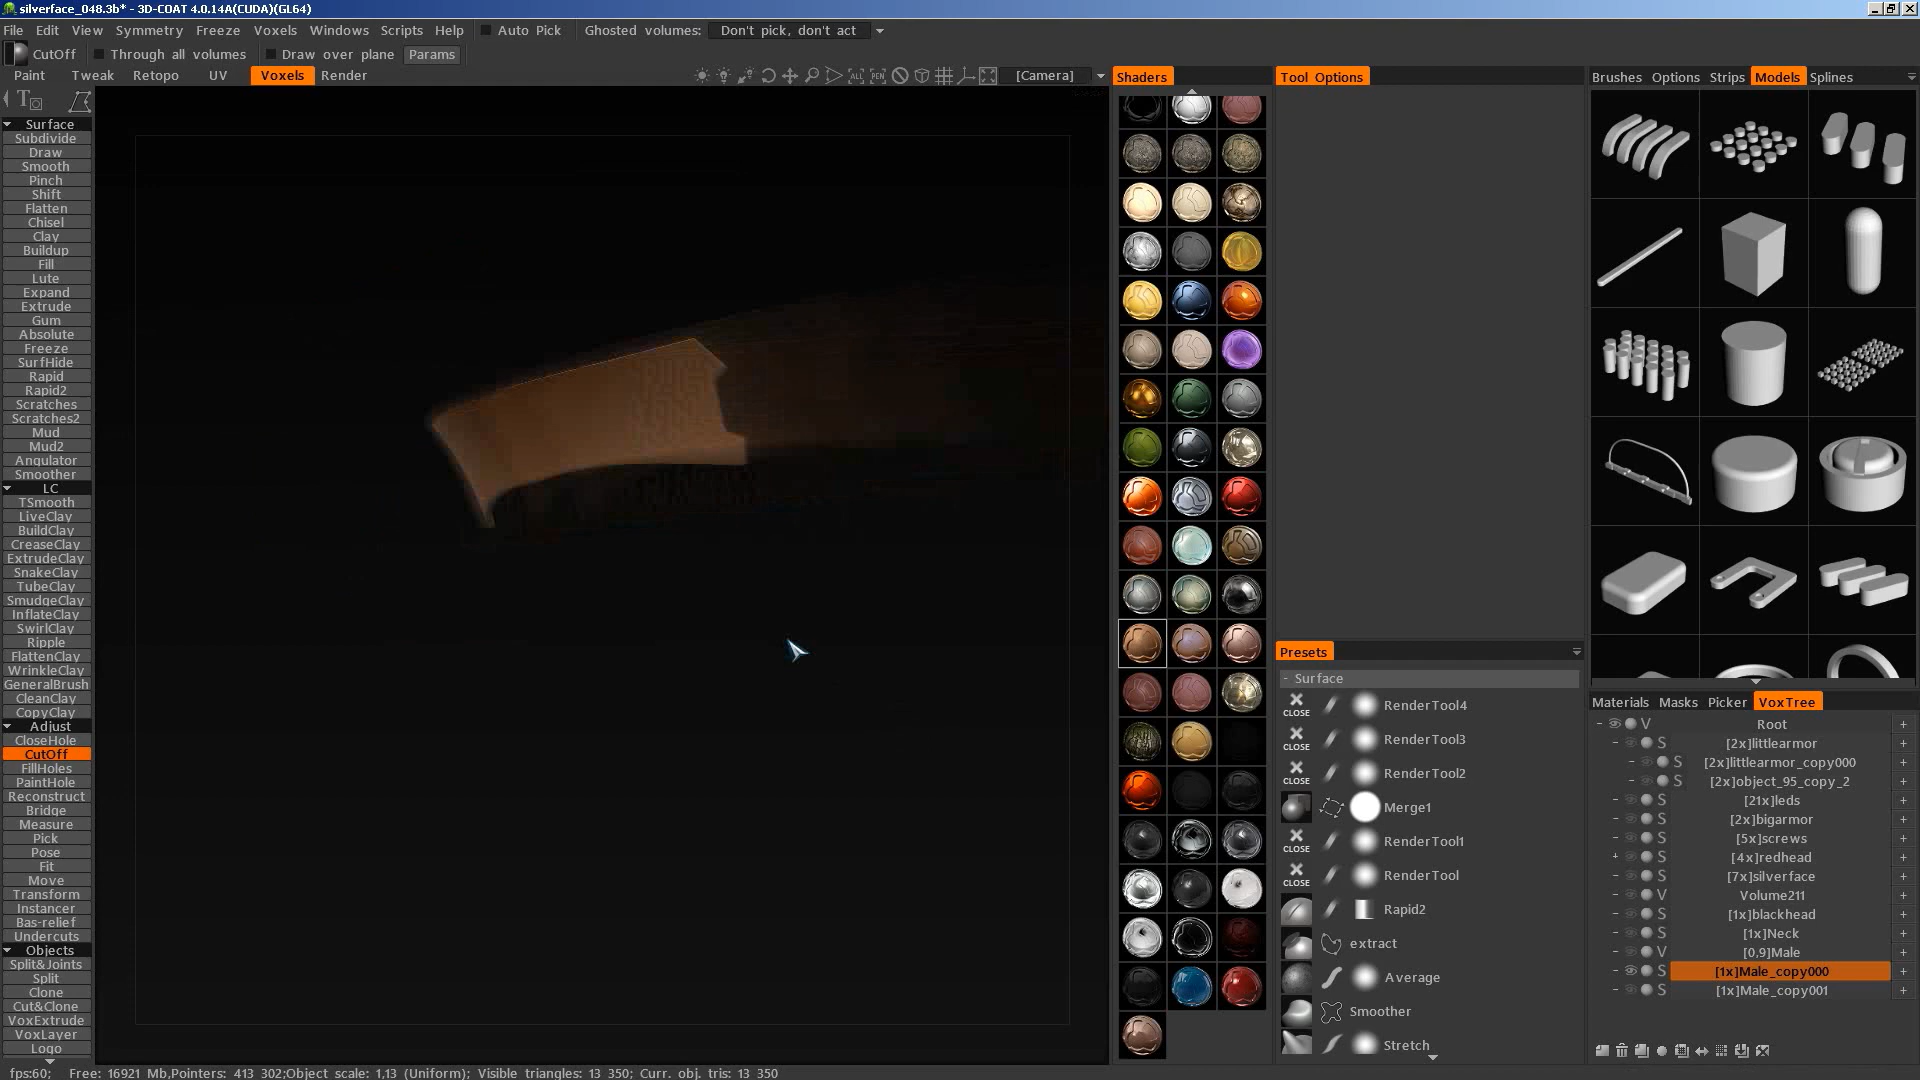 silverface_048.3b* - 3D-COAT 4.0.14A(CUDA)(GL64)
File Edit View Symmetry Freeze Voxels Windows Scripts Help Auto Pick Ghosted volumes: Don't pick, don't act
CutOff Through all volumes Draw over plane Params
Paint Tweak Retopo UV Voxels Render [Camera]
Shaders
Tool Options
Brushes Options Strips Models Splines
Surface
Subdivide
Draw
Smooth
Pinch
Shift
Flatten
Chisel
Clay
Buildup
Fill
Lute
Expand
Extrude
Gum
Absolute
Freeze
SurfHide
Rapid
Rapid2
Scratches
Scratches2
Mud
Mud2
Angulator
Smoother
LC
TSmooth
LiveClay
BuildClay
CreaseClay
ExtrudeClay
SnakeClay
TubeClay
SmudgeClay
InflateClay
SwirlClay
Ripple
FlattenClay
WrinkleClay
GeneralBrush
CleanClay
CopyClay
Adjust
CloseHole
CutOff
FillHoles
PaintHole
Reconstruct
Bridge
Measure
Pick
Pose
Fit
Move
Transform
Instancer
Bas-relief
Undercuts
Objects
Split&Joints
Split
Clone
Cut&Clone
VoxExtrude
VoxLayer
Logo
Presets
- Surface
CLOSE RenderTool4
CLOSE RenderTool3
CLOSE RenderTool2
Merge1
CLOSE RenderTool1
CLOSE RenderTool
Rapid2
extract
Average
Smoother
Stretch
Materials Masks Picker VoxTree
- V Root +
- S [2x]littlearmor +
- S [2x]littlearmor_copy000 +
- S [2x]object_95_copy_2 +
- S [21x]leds +
- S [2x]bigarmor +
- S [5x]screws +
+ S [4x]redhead +
- S [7x]silverface +
- V Volume211 +
- S [1x]blackhead +
- S [1x]Neck +
- V [0,9]Male +
- S [1x]Male_copy000 +
- S [1x]Male_copy001 +
fps:60; Free: 16921 Mb,Pointers: 413 302;Object scale: 1,13 (Uniform); Visible triangles: 13 350; Curr. obj. tris: 13 350